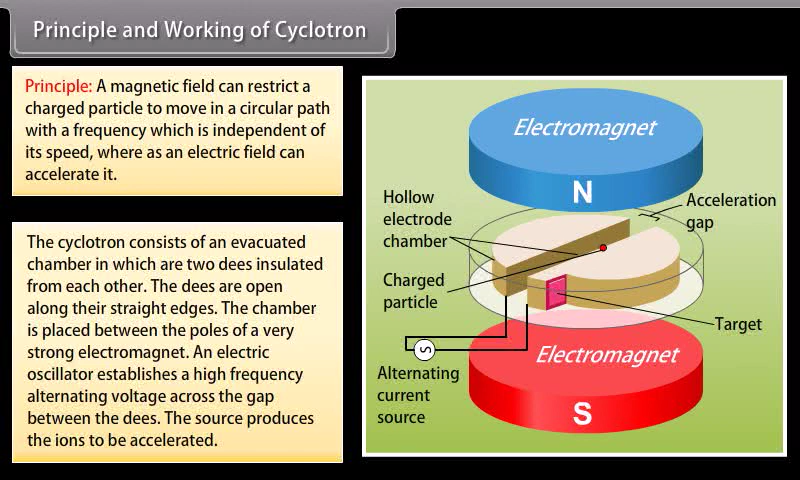 Principle and Working of Cyclotron
Principle: A magnetic field can restrict a
charged particle to move in a circular path
with a frequency which is independent of
its speed, where as an electric field can
accelerate it.
The cyclotron consists of an evacuated
chamber in which are two dees insulated
from each other. The dees are open
along their straight edges. The chamber
is placed between the poles of a very
strong electromagnet. An electric
oscillator establishes a high frequency
alternating voltage across the gap
between the dees. The source produces
the ions to be accelerated.
Electromagnet
N
Hollow
electrode
chamber
Acceleration
gap
Charged
particle
Target
S
Alternating
current
source
Electromagnet
S